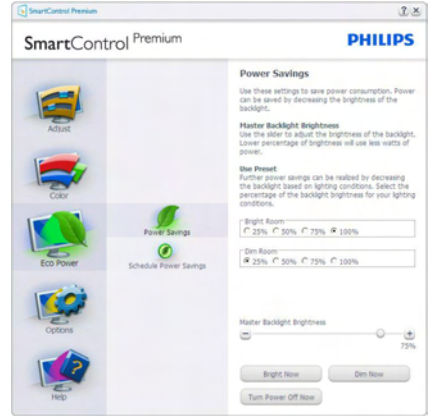 SmartControl Premium
SmartControl Premium
PHILIPS
Adjust
Color
Eco Power
Options
Help
Power Savings
Schedule Power Savings
Power Savings
Use these settings to save power consumption. Power
can be saved by decreasing the brightness of the
backlight.
Master Backlight Brightness
Use the slider to adjust the brightness of the backlight.
Lower percentage of brightness will use less watts of
power.
Use Preset
Further power savings can be realized by decreasing
the backlight based on lighting conditions. Select the
percentage of the backlight brightness for your lighting
conditions.
Bright Room
25% 50% 75% 100%
Dim Room
25% 50% 75% 100%
Master Backlight Brightness
75%
Bright Now Dim Now
Turn Power Off Now